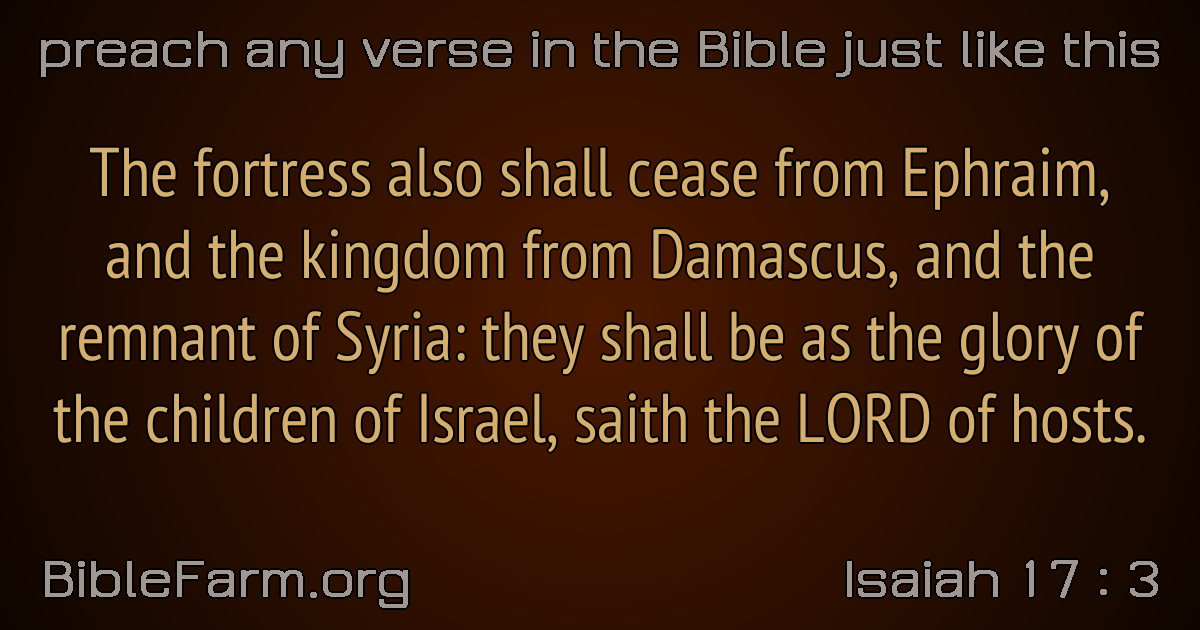 preach any verse in the Bible just like this
The fortress also shall cease from Ephraim,
and the kingdom from Damascus, and the
remnant of Syria: they shall be as the glory of
the children of Israel, saith the LORD of hosts.
BibleFarm.org
Isaiah 17 : 3